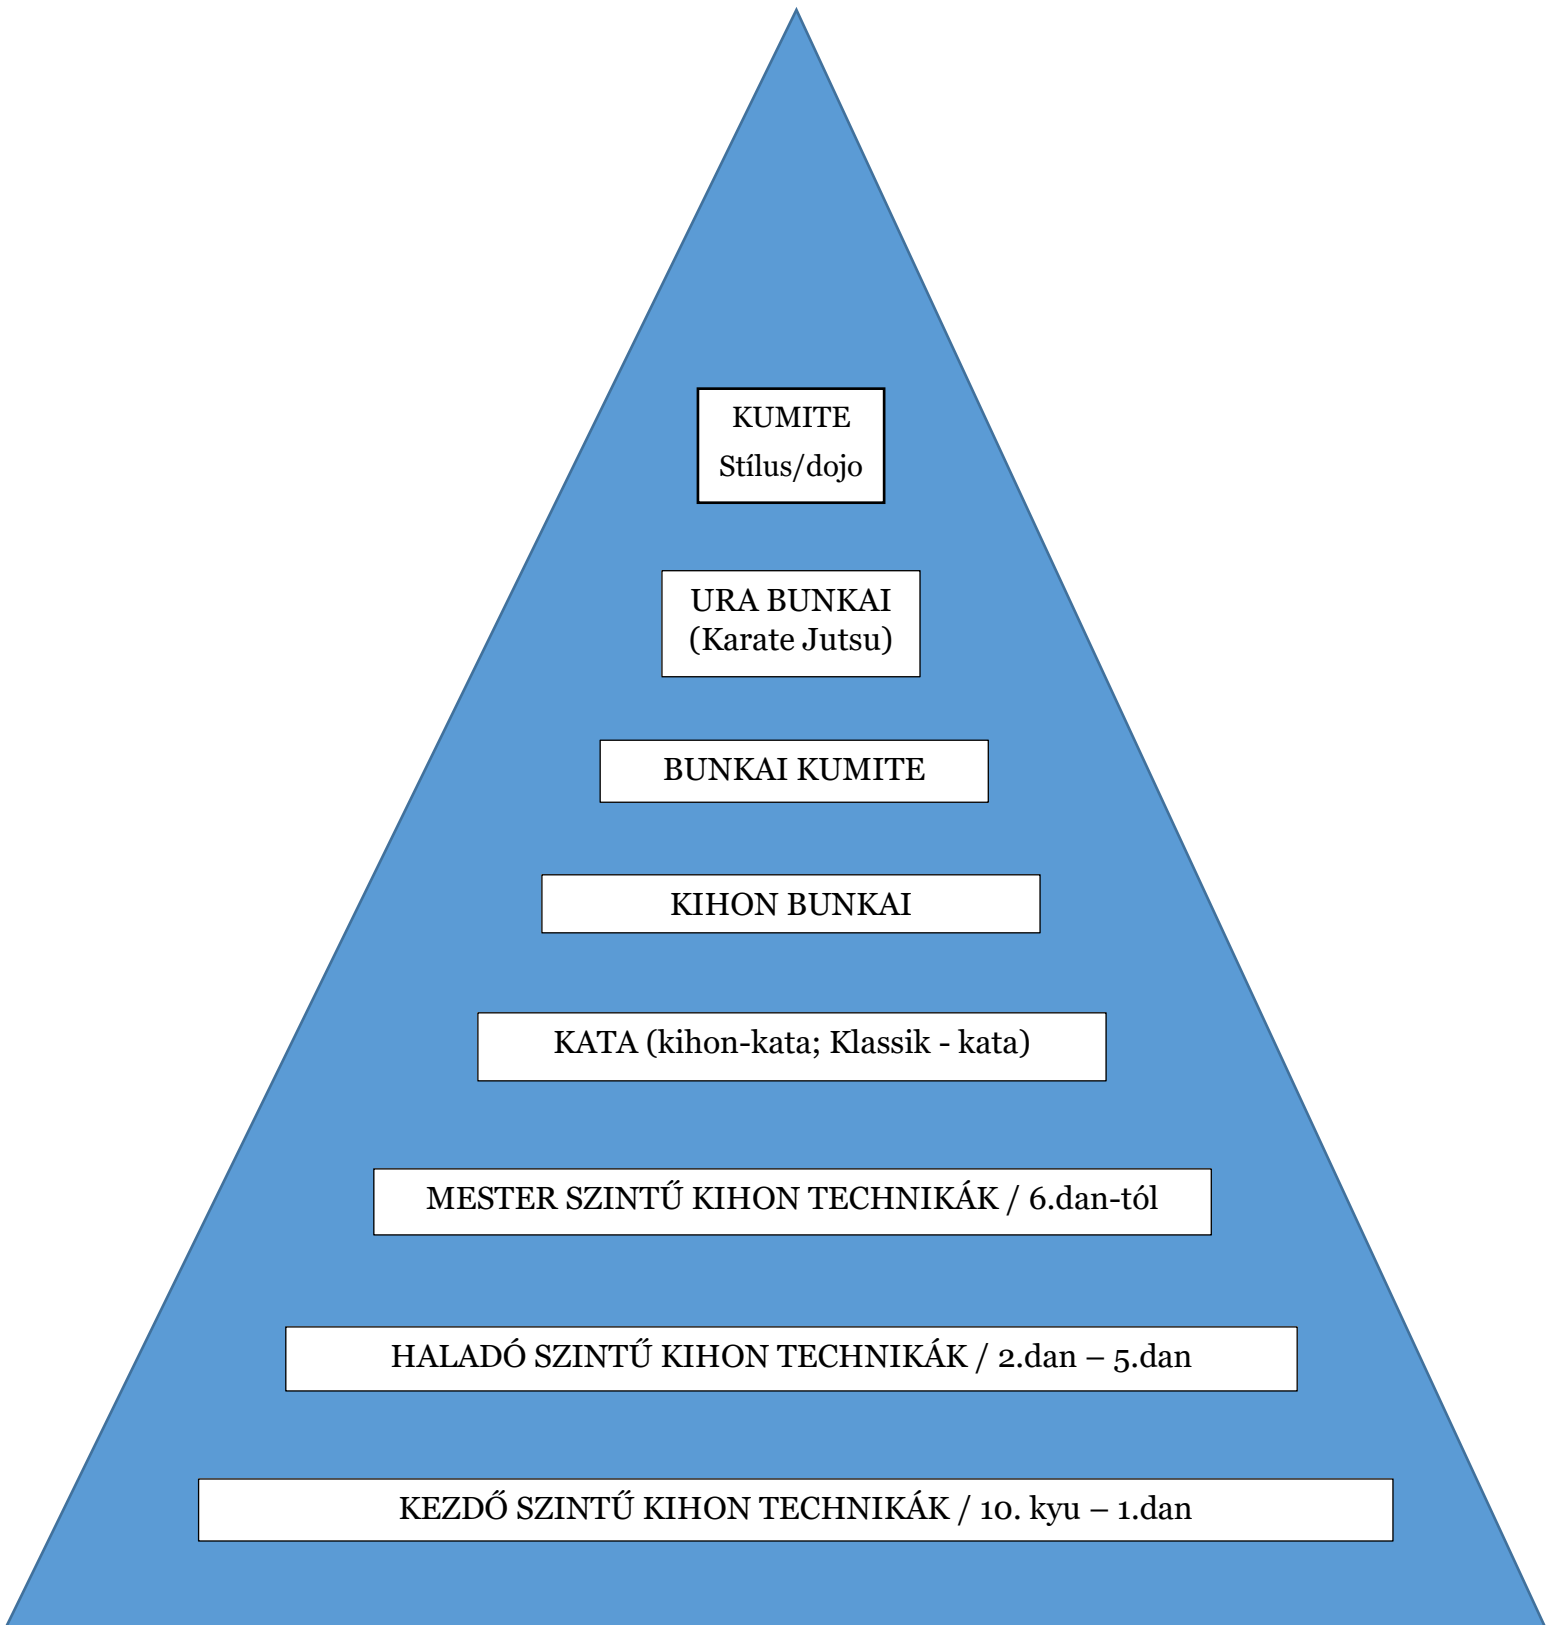 KUMITE
Stílus/dojo
URA BUNKAI
(Karate Jutsu)
BUNKAI KUMITE
KIHON BUNKAI
KATA (kihon-kata; Klassik - kata)
MESTER SZINTŰ KIHON TECHNIKÁK / 6.dan-tól
HALADÓ SZINTŰ KIHON TECHNIKÁK / 2.dan – 5.dan
KEZDŐ SZINTŰ KIHON TECHNIKÁK / 10. kyu – 1.dan